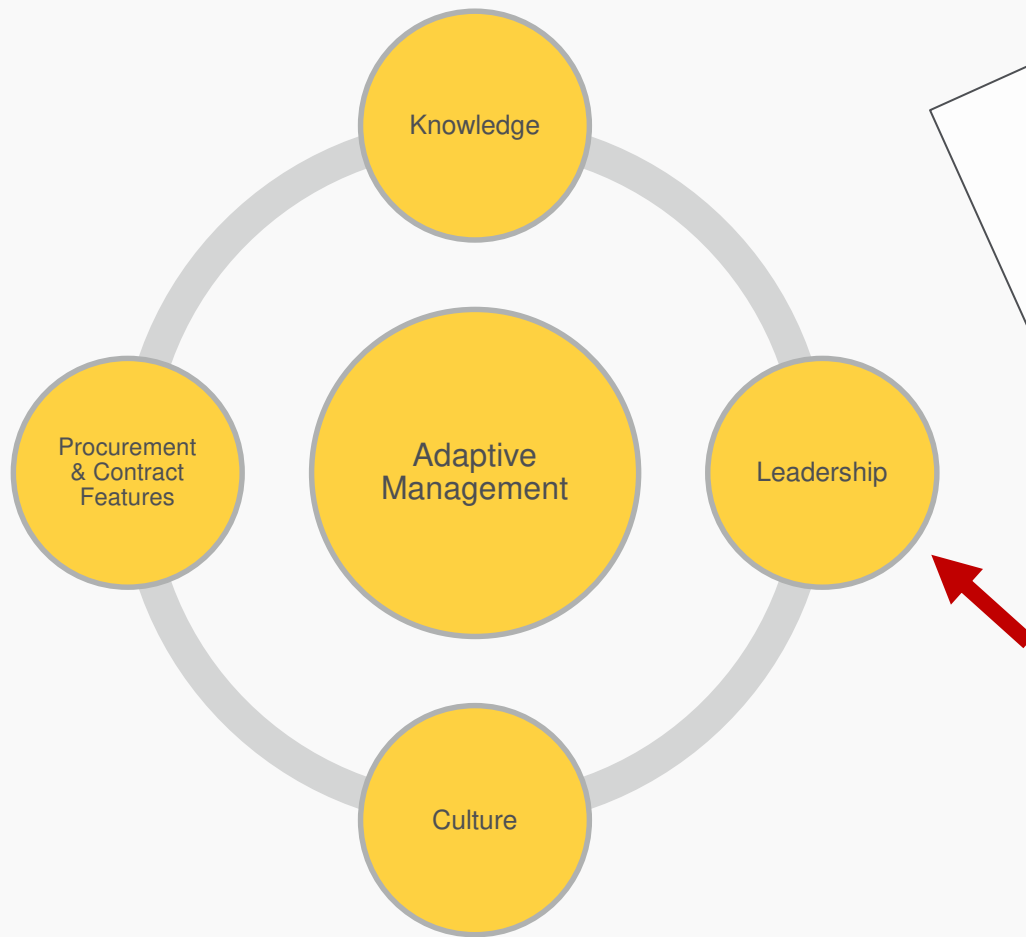 Knowledge
Procurement
& Contract
Features
Adaptive
Management
Leadership
Culture